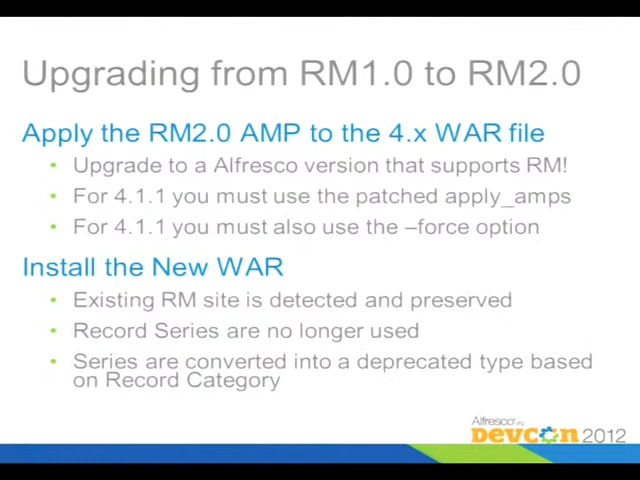 Upgrading from RM1.0 to RM2.0
Apply the RM2.0 AMP to the 4.x WAR file
• Upgrade to a Alfresco version that supports RM!
• For 4.1.1 you must use the patched apply_amps
• For 4.1.1 you must also use the –force option
Install the New WAR
• Existing RM site is detected and preserved
• Record Series are no longer used
• Series are converted into a deprecated type based
on Record Category
Alfresco.org
DevCon 2012